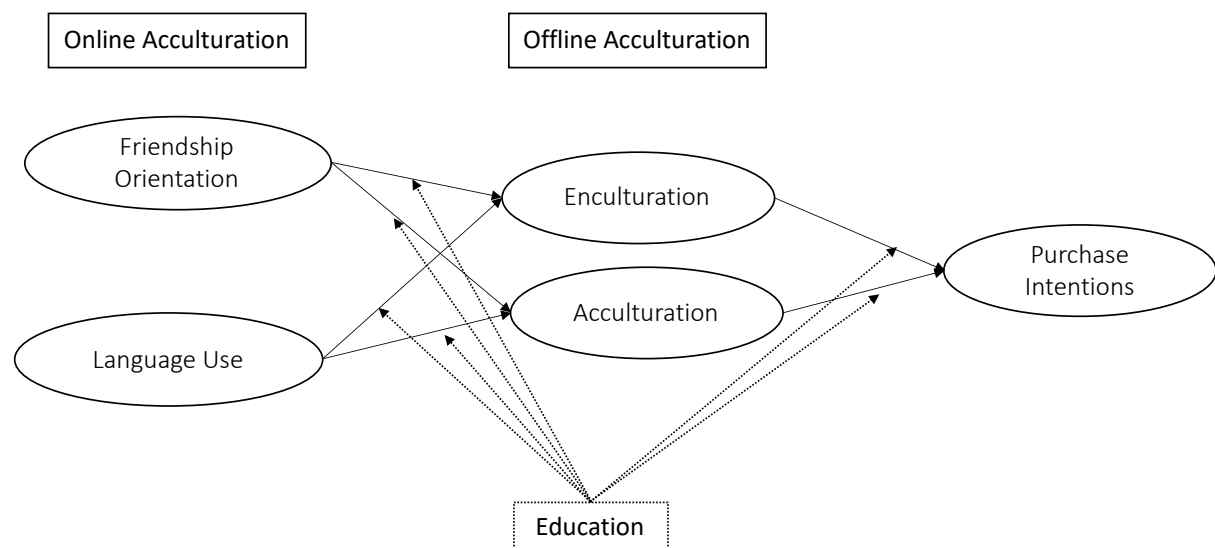 Online Acculturation
Offline Acculturation
Friendship
Orientation
Enculturation
Purchase
Intentions
Acculturation
Language Use
Education